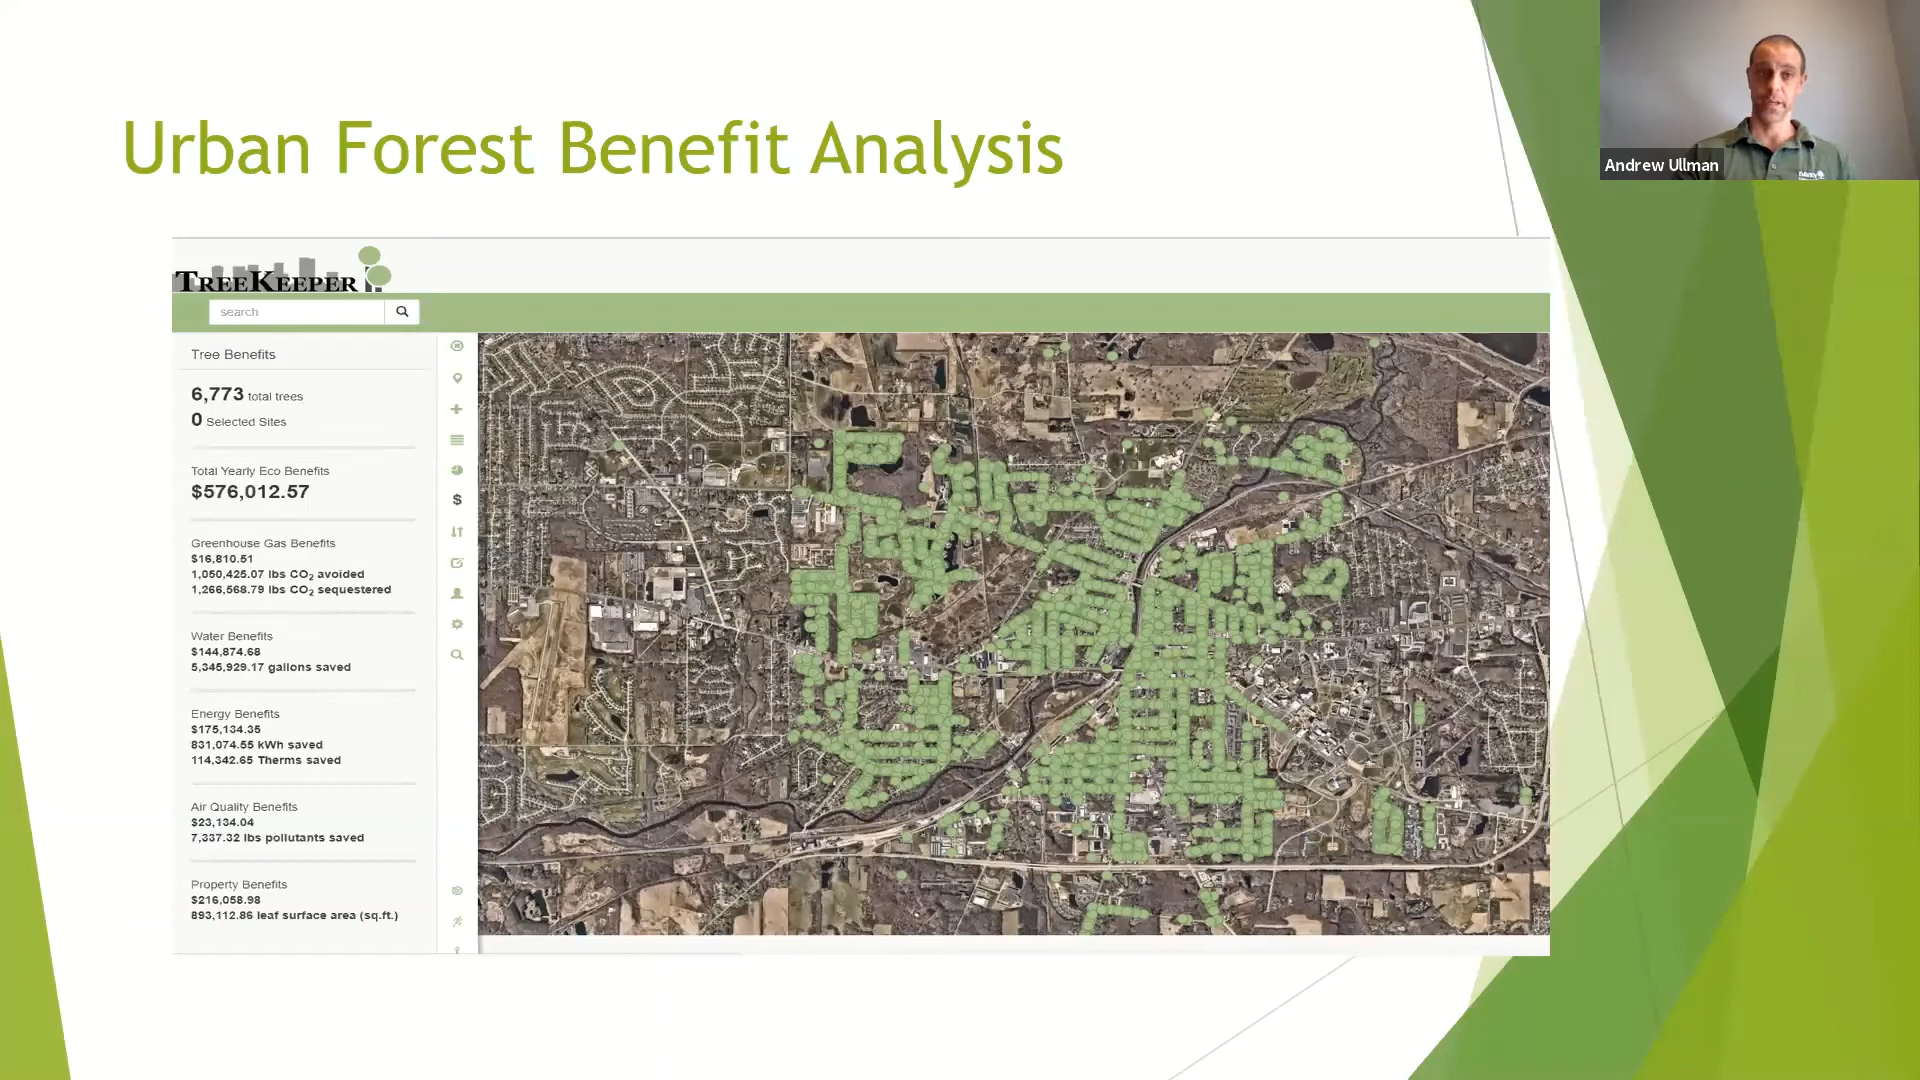 Urban Forest Benefit Analysis
Andrew Ullman
DAVEY
TREEKEEPER
search
Tree Benefits
6,773 total trees
0 Selected Sites
Total Yearly Eco Benefits
$576,012.57
Greenhouse Gas Benefits
$16,810.51
1,050,425.07 lbs CO₂ avoided
1,266,568.79 lbs CO₂ sequestered
Water Benefits
$144,874.68
5,345,929.17 gallons saved
Energy Benefits
$175,134.35
831,074.55 kWh saved
114,342.65 Therms saved
Air Quality Benefits
$23,134.04
7,337.32 lbs pollutants saved
Property Benefits
$216,058.98
893,112.86 leaf surface area (sq.ft.)